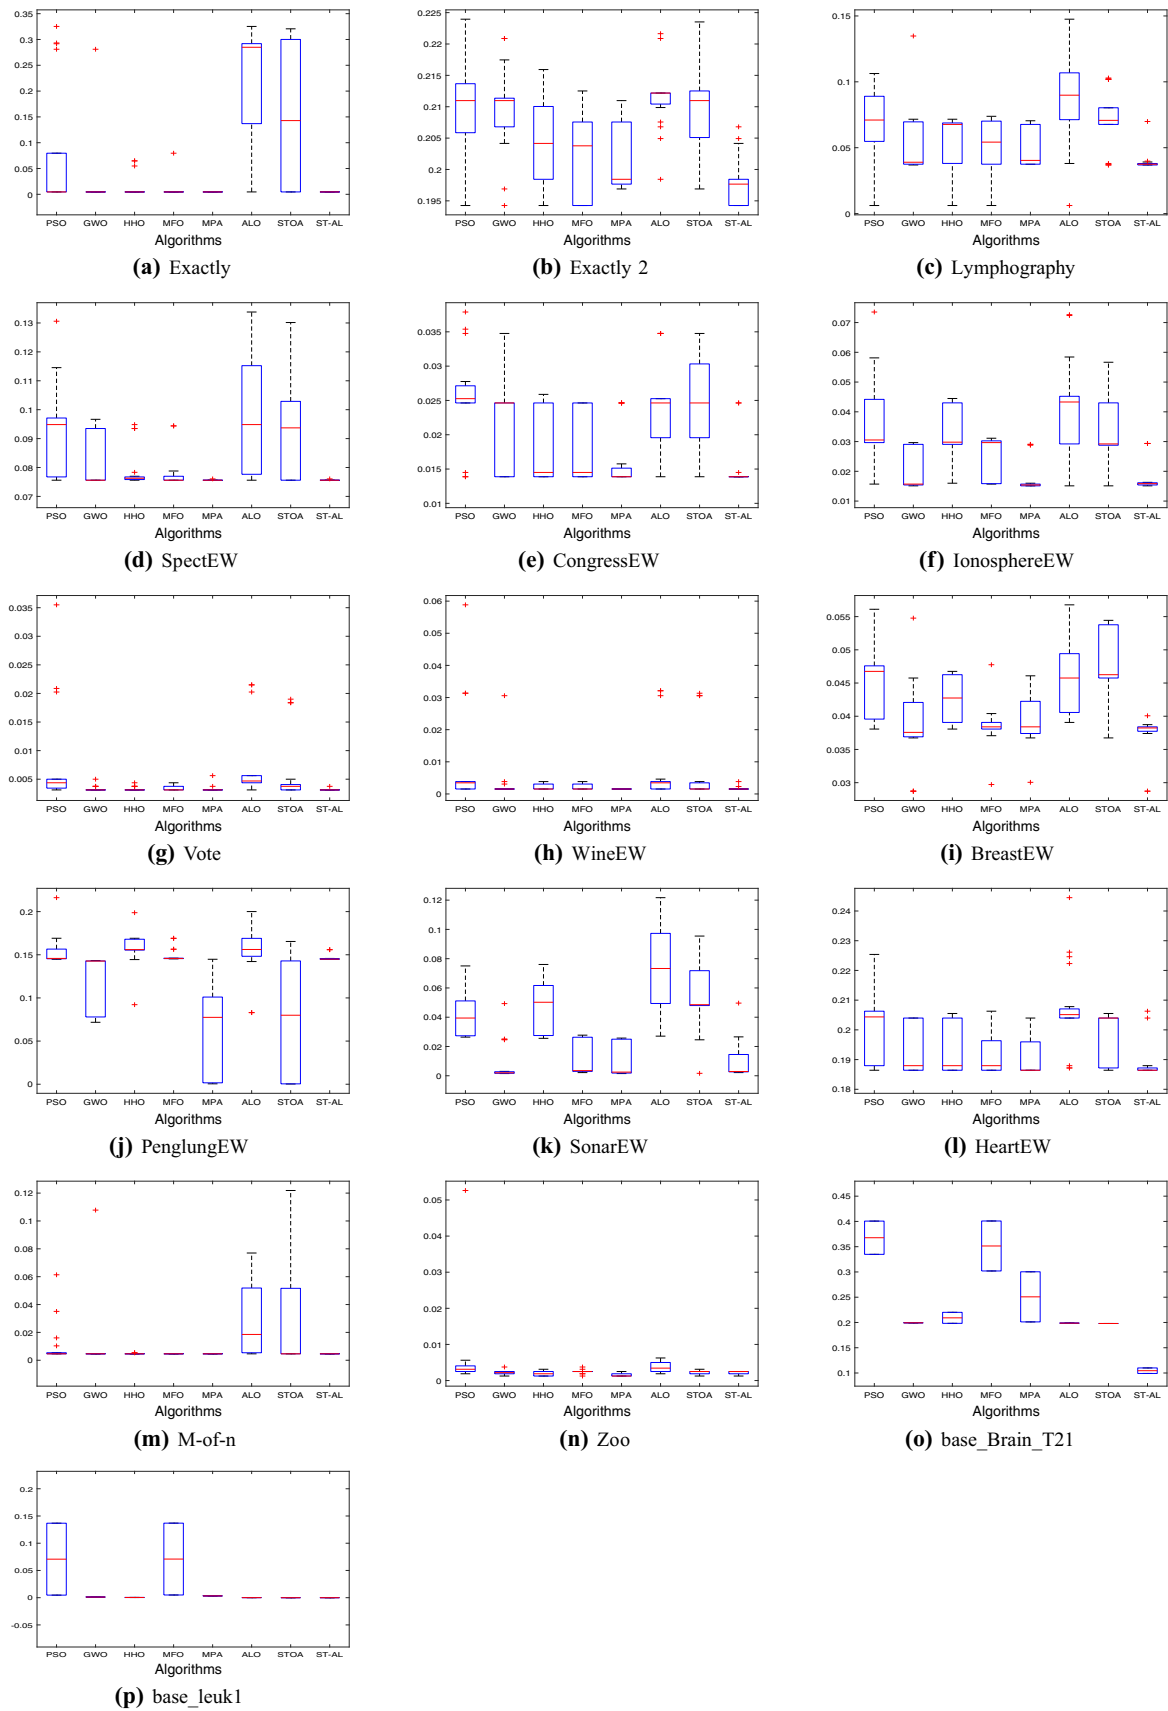 0.35
0.3
0.25
0.2
0.15
0.1
0.05
0
PSO GWO HHO MFO MPA ALO STOA ST-AL
Algorithms
(a) Exactly
0.225
0.22
0.215
0.21
0.205
0.2
0.195
PSO GWO HHO MFO MPA ALO STOA ST-AL
Algorithms
(b) Exactly 2
0.15
0.1
0.05
0
PSO GWO HHO MFO MPA ALO STOA ST-AL
Algorithms
(c) Lymphography
0.13
0.12
0.11
0.1
0.09
0.08
0.07
PSO GWO HHO MFO MPA ALO STOA ST-AL
Algorithms
(d) SpectEW
0.035
0.03
0.025
0.02
0.015
0.01
PSO GWO HHO MFO MPA ALO STOA ST-AL
Algorithms
(e) CongressEW
0.07
0.06
0.05
0.04
0.03
0.02
0.01
PSO GWO HHO MFO MPA ALO STOA ST-AL
Algorithms
(f) IonosphereEW
0.035
0.03
0.025
0.02
0.015
0.01
0.005
PSO GWO HHO MFO MPA ALO STOA ST-AL
Algorithms
(g) Vote
0.06
0.05
0.04
0.03
0.02
0.01
0
PSO GWO HHO MFO MPA ALO STOA ST-AL
Algorithms
(h) WineEW
0.055
0.05
0.045
0.04
0.035
0.03
PSO GWO HHO MFO MPA ALO STOA ST-AL
Algorithms
(i) BreastEW
0.2
0.15
0.1
0.05
0
PSO GWO HHO MFO MPA ALO STOA ST-AL
Algorithms
(j) PenglungEW
0.12
0.1
0.08
0.06
0.04
0.02
0
PSO GWO HHO MFO MPA ALO STOA ST-AL
Algorithms
(k) SonarEW
0.24
0.23
0.22
0.21
0.2
0.19
0.18
PSO GWO HHO MFO MPA ALO STOA ST-AL
Algorithms
(l) HeartEW
0.12
0.1
0.08
0.06
0.04
0.02
0
PSO GWO HHO MFO MPA ALO STOA ST-AL
Algorithms
(m) M-of-n
0.05
0.04
0.03
0.02
0.01
0
PSO GWO HHO MFO MPA ALO STOA ST-AL
Algorithms
(n) Zoo
0.45
0.4
0.35
0.3
0.25
0.2
0.15
0.1
PSO GWO HHO MFO MPA ALO STOA ST-AL
Algorithms
(o) base_Brain_T21
0.2
0.15
0.1
0.05
0
-0.05
PSO GWO HHO MFO MPA ALO STOA ST-AL
Algorithms
(p) base_leuk1